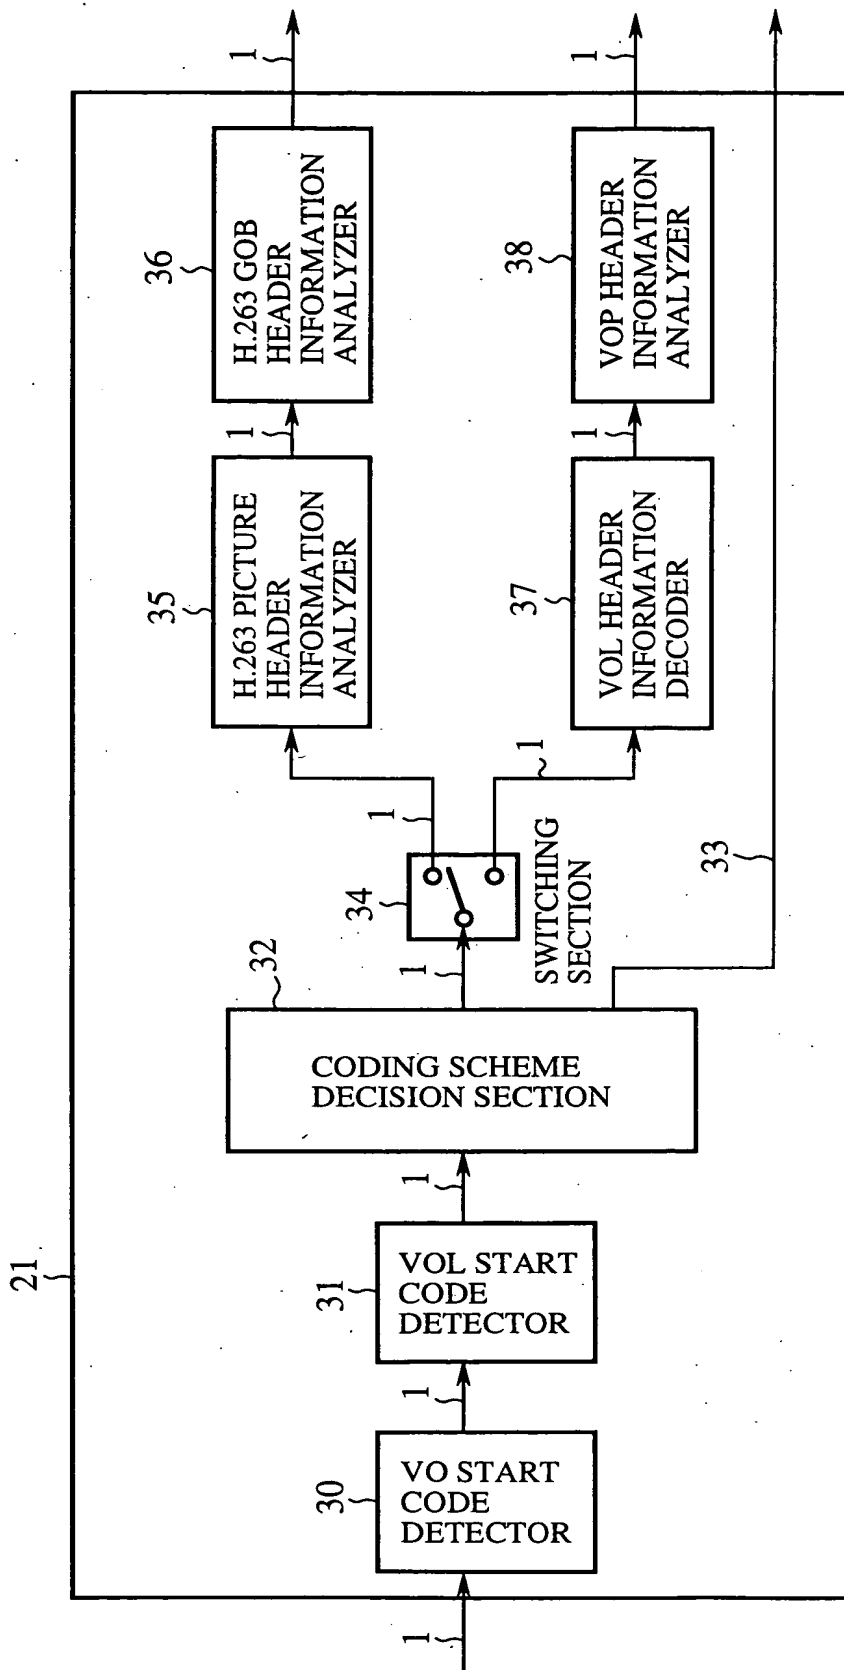 1
1
36
H.263 GOB
HEADER
INFORMATION
ANALYZER
38
VOP HEADER
INFORMATION
ANALYZER
1
1
35
H.263 PICTURE
HEADER
INFORMATION
ANALYZER
37
VOL HEADER
INFORMATION
DECODER
1
1
34
SWITCHING
SECTION
33
1
32
CODING SCHEME
DECISION SECTION
1
21
31
VOL START
CODE
DETECTOR
1
30
VO START
CODE
DETECTOR
1